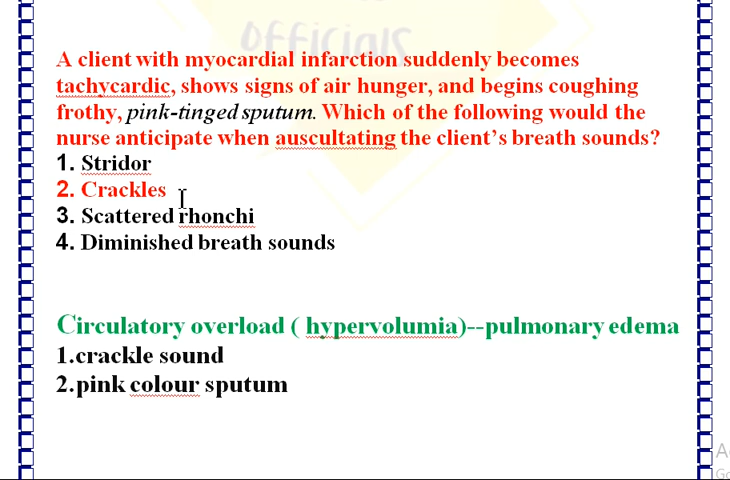 officials
A client with myocardial infarction suddenly becomes
tachycardic, shows signs of air hunger, and begins coughing
frothy, pink-tinged sputum. Which of the following would the
nurse anticipate when auscultating the client's breath sounds?
1. Stridor
2. Crackles
3. Scattered rhonchi
4. Diminished breath sounds
Circulatory overload ( hypervolumia)--pulmonary edema
1.crackle sound
2.pink colour sputum